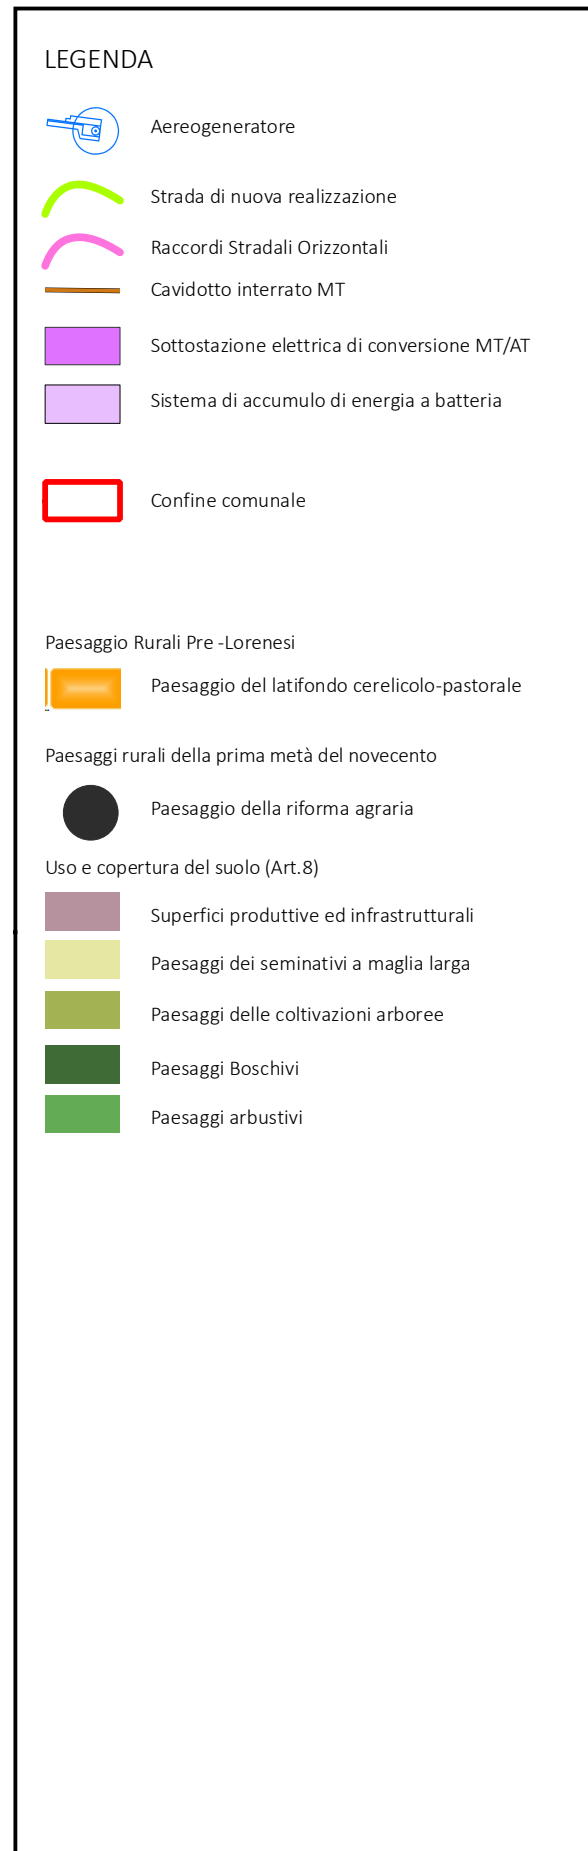 LEGENDA
Aereogeneratore
Strada di nuova realizzazione
Raccordi Stradali Orizzontali
Cavidotto interrato MT
Sottostazione elettrica di conversione MT/AT
Sistema di accumulo di energia a batteria
Confine comunale
Paesaggio Rurali Pre -Lorenesi
Paesaggio del latifondo cerelicolo-pastorale
Paesaggi rurali della prima metà del novecento
Paesaggio della riforma agraria
Uso e copertura del suolo (Art.8)
Superfici produttive ed infrastrutturali
Paesaggi dei seminativi a maglia larga
Paesaggi delle coltivazioni arboree
Paesaggi Boschivi
Paesaggi arbustivi